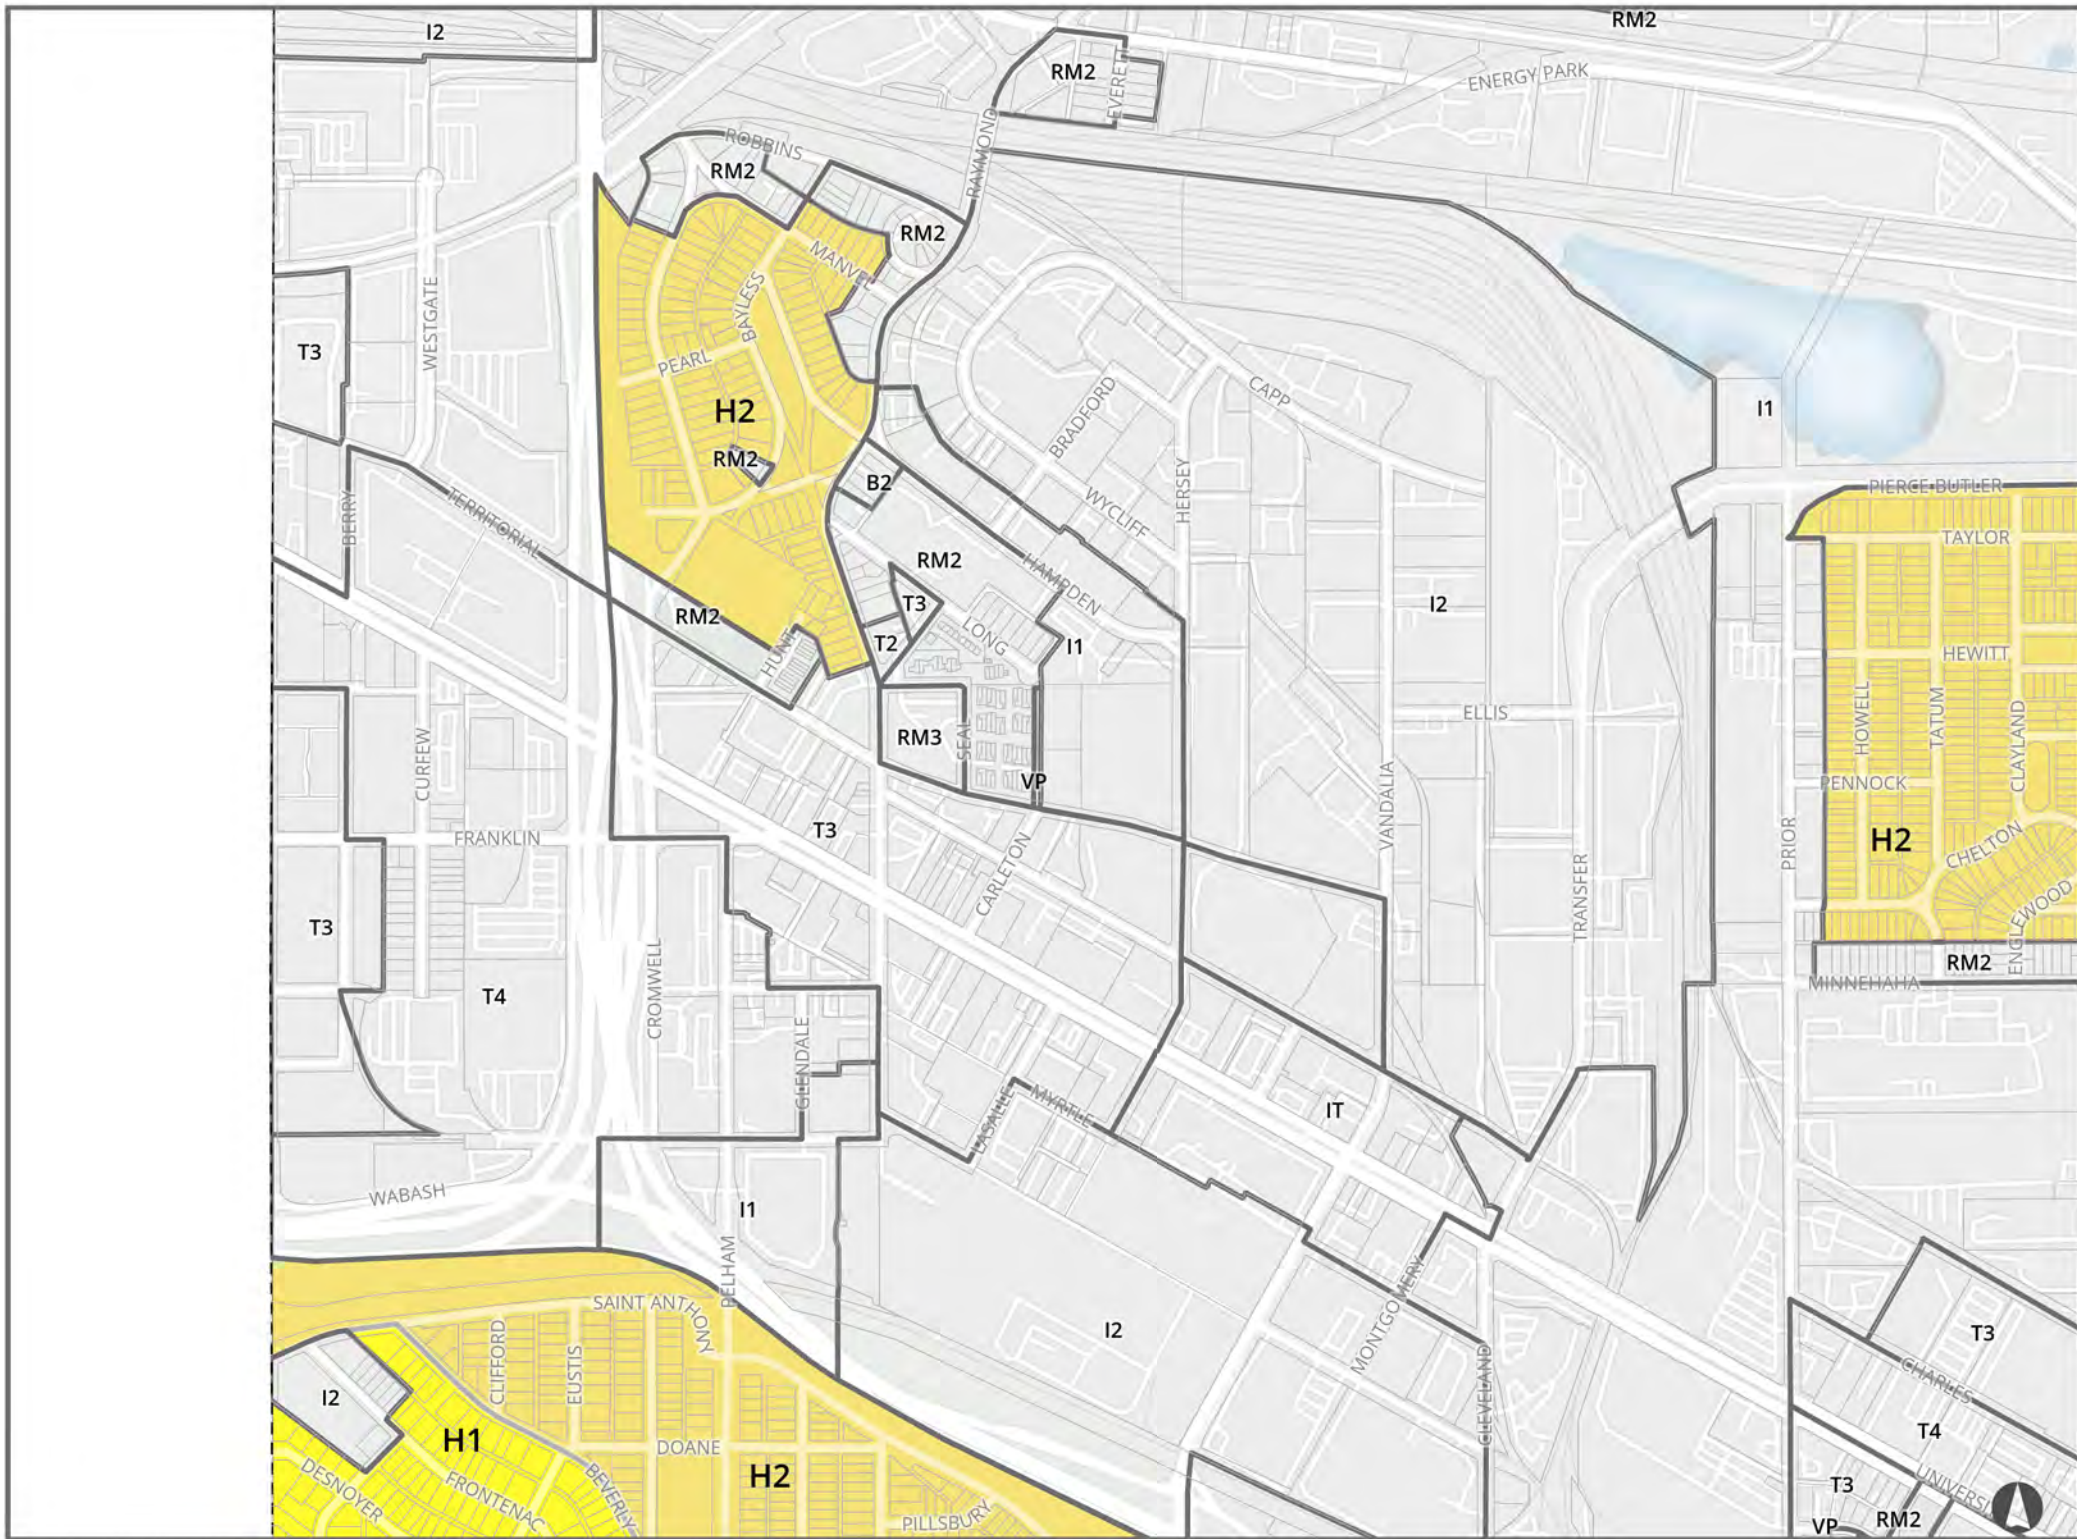 RM2
I2
RM2
EVERETT
ENERGY PARK
ROBBINS
RAYMOND
RM2
RM2
MANVEL
BAYLESS
WESTGATE
T3
PEARL
H2
BRADFORD
CAPP
I1
RM2
B2
HERSEY
WYCLIFF
PIERCE BUTLER
BERRY
TERRITORIAL
TAYLOR
RM2
HAMPDEN
T3
I2
RM2
HUNT
T2
LONG
I1
HEWITT
HOWELL
TATUM
CLAYLAND
ELLIS
RM3
SEAL
VP
CURFEW
PENNOCK
VANDALIA
T3
FRANKLIN
PRIOR
H2
CHELTON
CARLETON
TRANSFER
ENGLEWOOD
T3
CROMWELL
RM2
MINNEHAHA
T4
GLENDALE
LASALLE
MYRTLE
IT
WABASH
I1
PELHAM
SAINT ANTHONY
MONTGOMERY
I2
T3
CLIFFORD
EUSTIS
CLEVELAND
CHARLES
I2
H1
DOANE
T4
H2
DESNOYER
FRONTENAC
BEVERLY
PILLSBURY
T3
UNIVERSI
RM2
VP